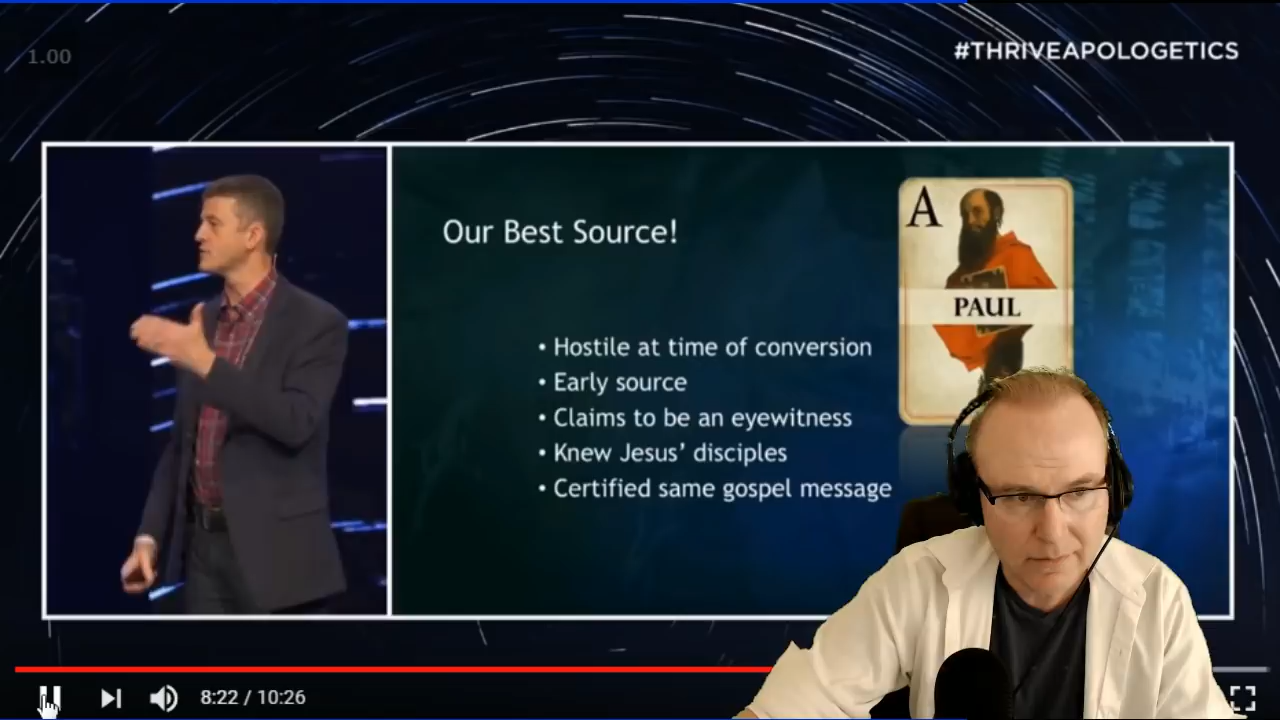 1.00
#THRIVEAPOLOGETICS
Our Best Source!
A
PAUL
• Hostile at time of conversion
• Early source
• Claims to be an eyewitness
• Knew Jesus’ disciples
• Certified same gospel message
8:22 / 10:26